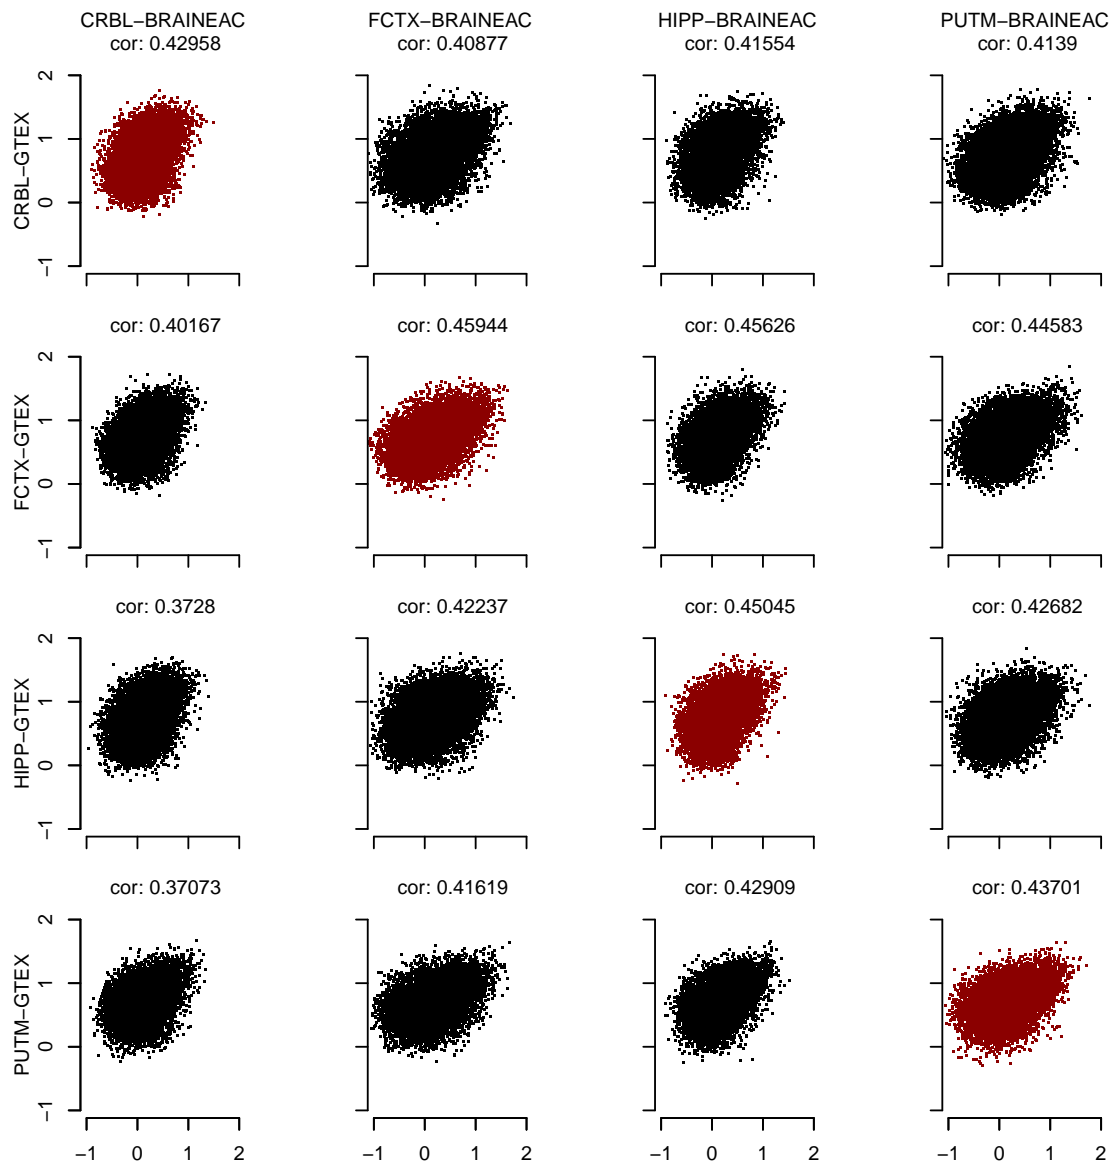 CRBL−BRAINEAC FCTX−BRAINEAC HIPP−BRAINEAC PUTM−BRAINEAC
cor: 0.42958 cor: 0.40877 cor: 0.41554 cor: 0.4139
CRBL−GTEX
2
1
0
−1
cor: 0.40167 cor: 0.45944 cor: 0.45626 cor: 0.44583
FCTX−GTEX
2
1
0
−1
cor: 0.3728 cor: 0.42237 cor: 0.45045 cor: 0.42682
HIPP−GTEX
2
1
0
−1
cor: 0.37073 cor: 0.41619 cor: 0.42909 cor: 0.43701
PUTM−GTEX
2
1
0
−1
−1 0 1 2 −1 0 1 2 −1 0 1 2 −1 0 1 2